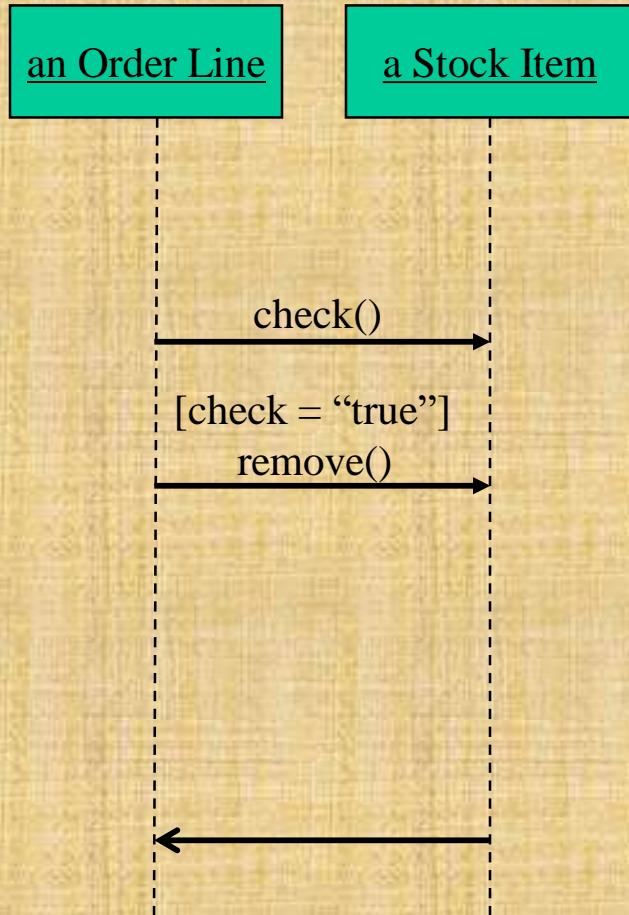 an Order Line
a Stock Item
check()
[check = “true”]
remove()